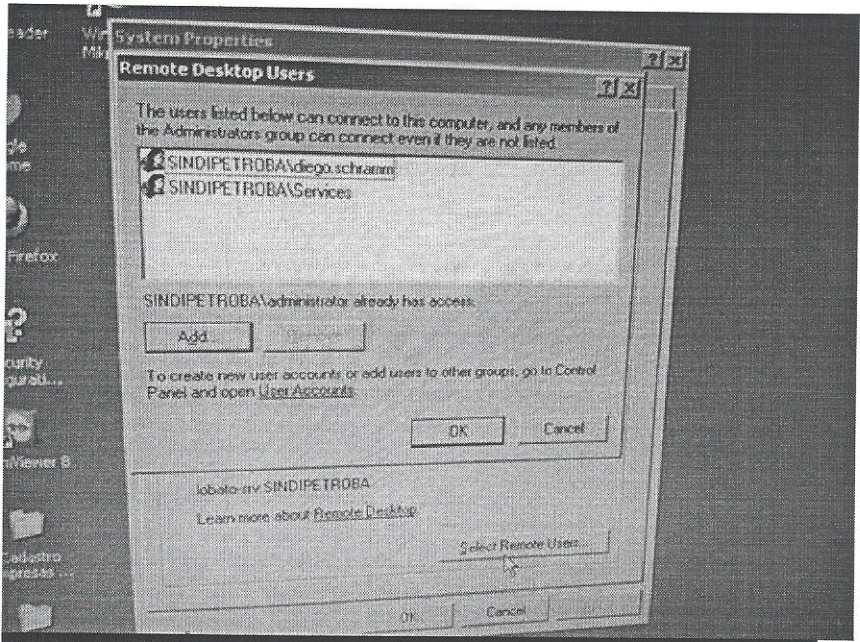 System Properties
Remote Desktop Users
The users listed below can connect to this computer, and any members of
the Administrators group can connect even if they are not listed.
SINDIPETROBA\diego.schramm
SINDIPETROBA\Services
SINDIPETROBA\administrator already has access.
Add...
Remove
To create new user accounts or add users to other groups, go to Control
Panel and open User Accounts.
OK
Cancel
lobato-srv.SINDIPETROBA
Learn more about Remote Desktop.
Select Remote Users...
OK
Cancel
Firefox
Cadastro